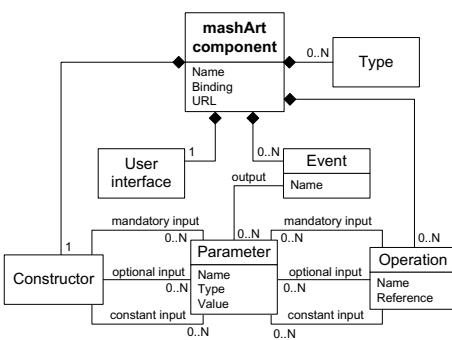 mashArt
component
Name
Binding
URL
0..N
Type
1
User
interface
0..N
Event
Name
output
mandatory input
0..N
0..N
mandatory input
0..N
1
0..N
Constructor
optional input
0..N
Parameter
Name
Type
Value
optional input
0..N
Operation
Name
Reference
constant input
0..N
constant input
0..N